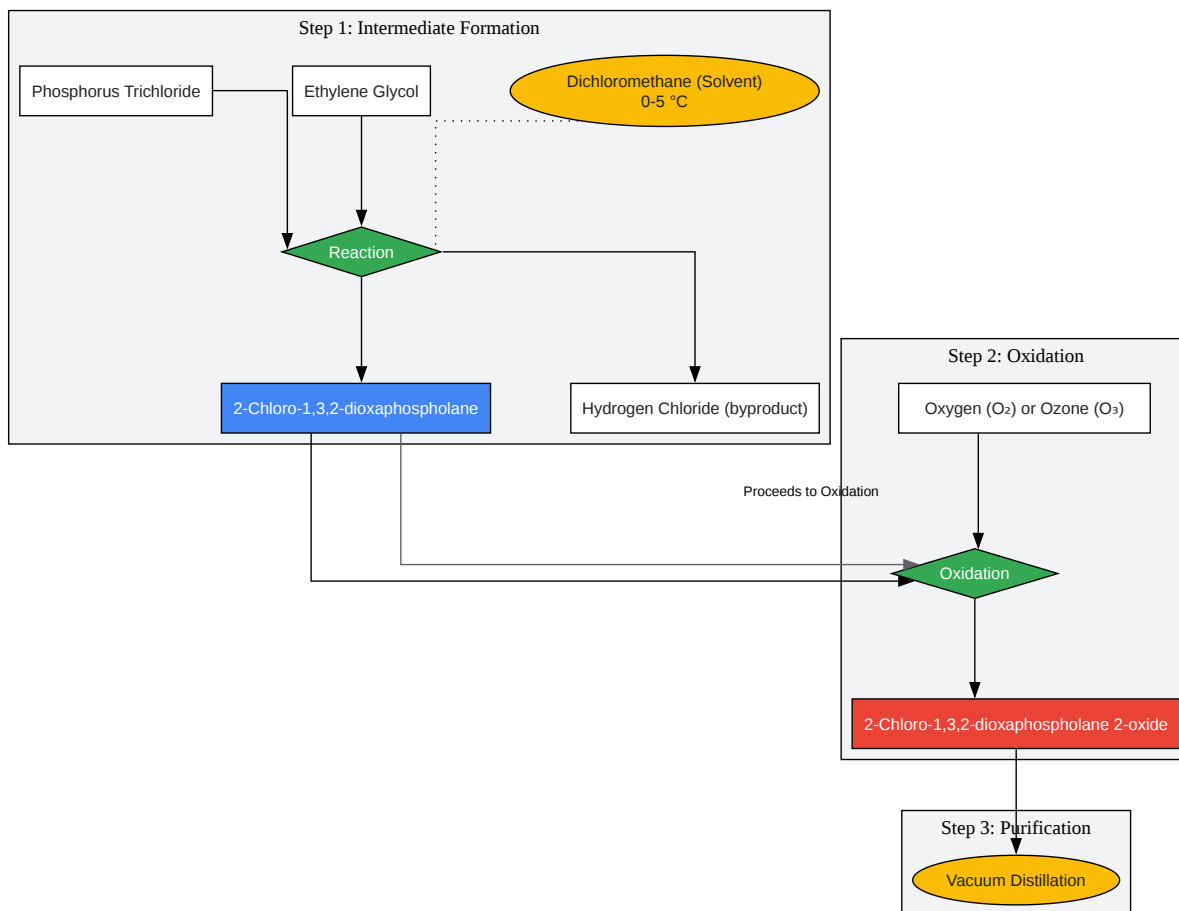 Step 1: Intermediate Formation
Phosphorus Trichloride
Ethylene Glycol
Dichloromethane (Solvent)
0-5 °C
Reaction
2-Chloro-1,3,2-dioxaphospholane
Hydrogen Chloride (byproduct)
Step 2: Oxidation
Oxygen (O₂) or Ozone (O₃)
Proceeds to Oxidation
Oxidation
2-Chloro-1,3,2-dioxaphospholane 2-oxide
Step 3: Purification
Vacuum Distillation